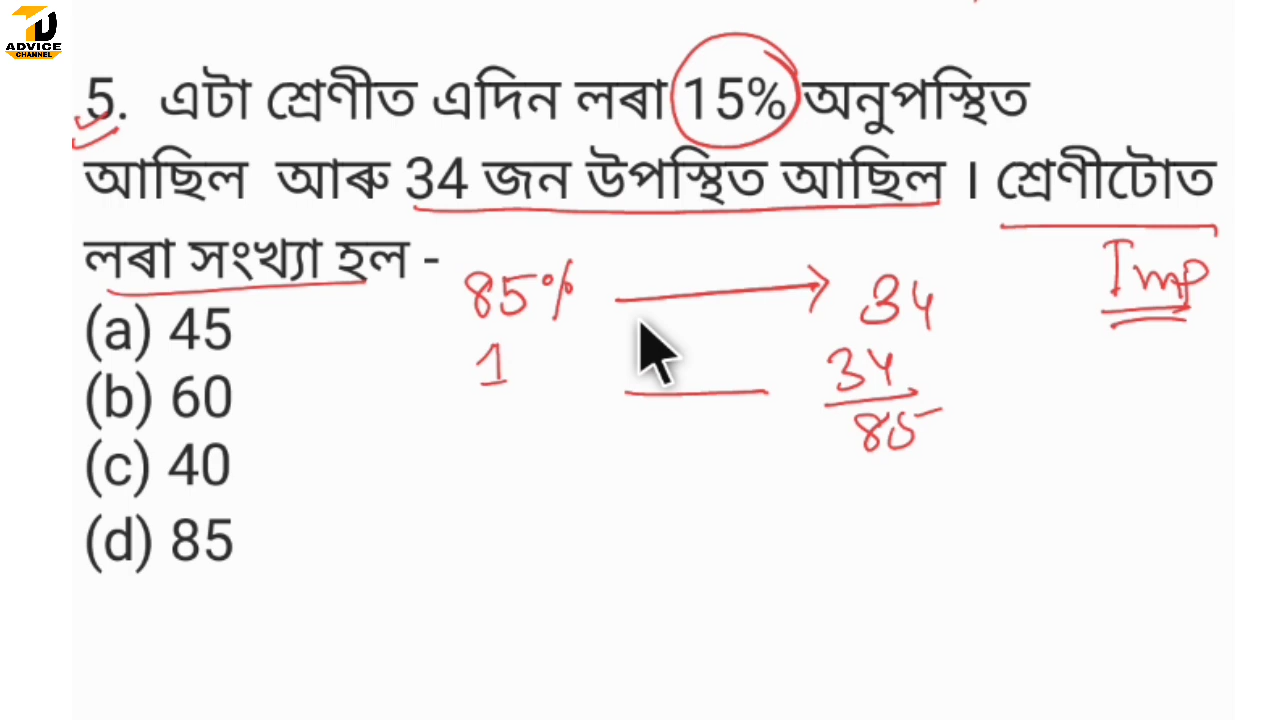 TD
ADVICE
CHANNEL
5. এটা শ্ৰেণীত এদিন লৰা 15% অনুপস্থিত
আছিল আৰু 34 জন উপস্থিত আছিল । শ্ৰেণীটোত
লৰা সংখ্যা হল -
Imp
85% 34
(a) 45
1 34
85
(b) 60
(c) 40
(d) 85